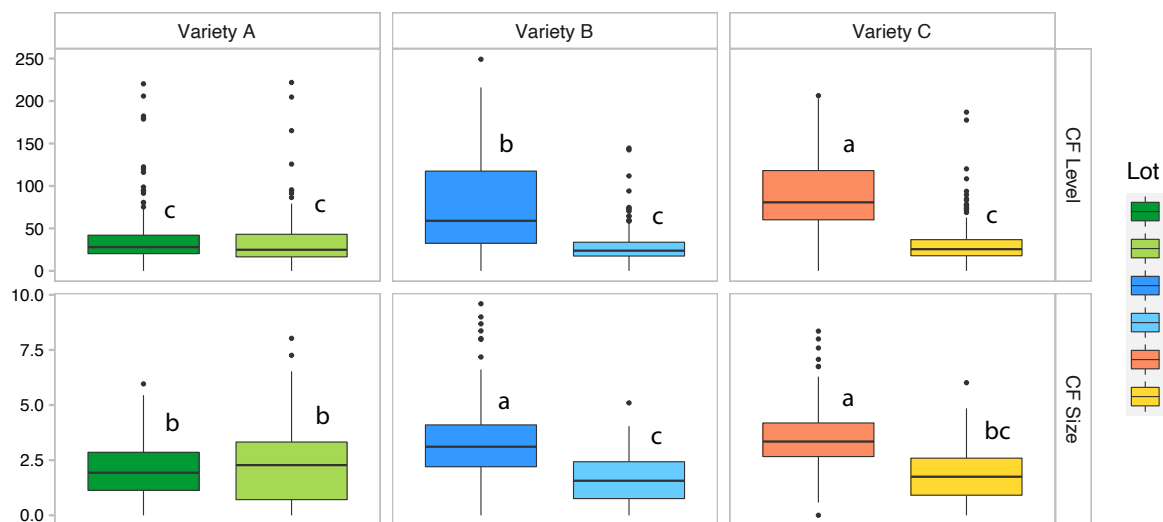 Variety A Variety B Variety C
250
200
150
100
50
0
c c b c a c
CF Level
10.0
7.5
5.0
2.5
0.0
b b a c a bc
CF Size
Lot